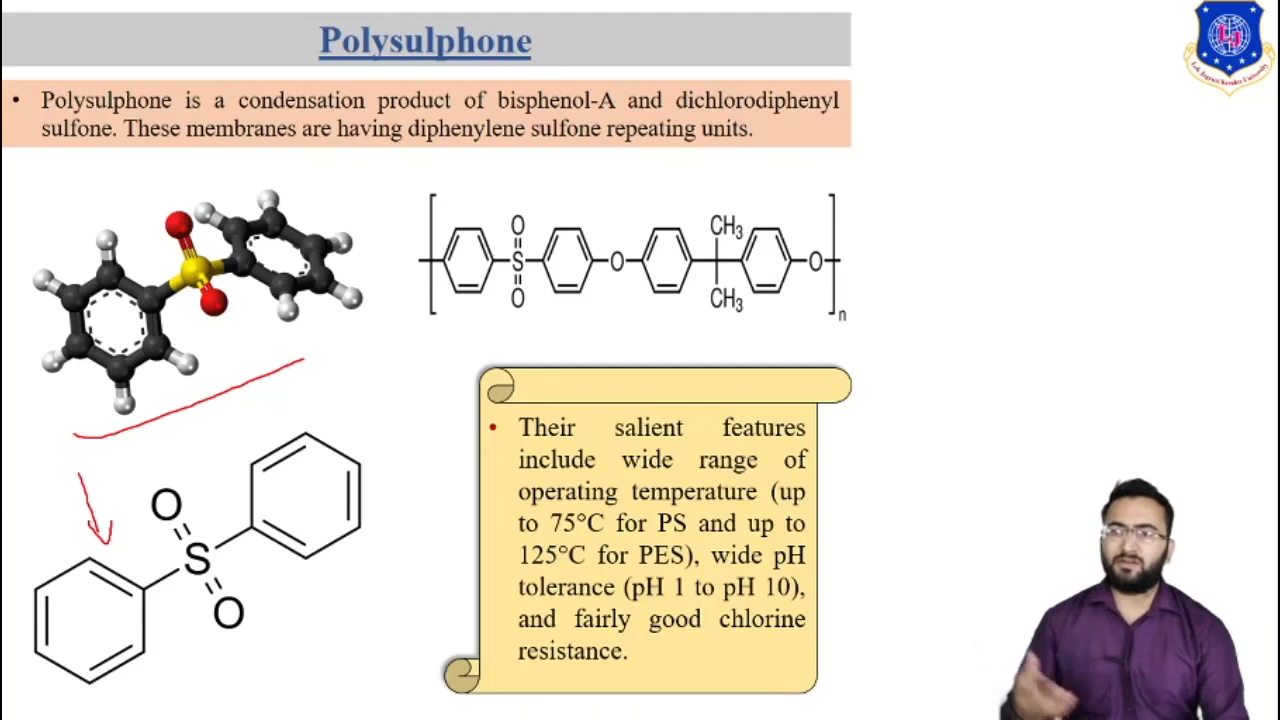 Polysulphone
• Polysulphone is a condensation product of bisphenol-A and dichlorodiphenyl
sulfone. These membranes are having diphenylene sulfone repeating units.
O
CH3
S
O
O
O
CH3
n
• Their salient features
include wide range of
operating temperature (up
to 75°C for PS and up to
125°C for PES), wide pH
tolerance (pH 1 to pH 10),
and fairly good chlorine
resistance.
O
S
O